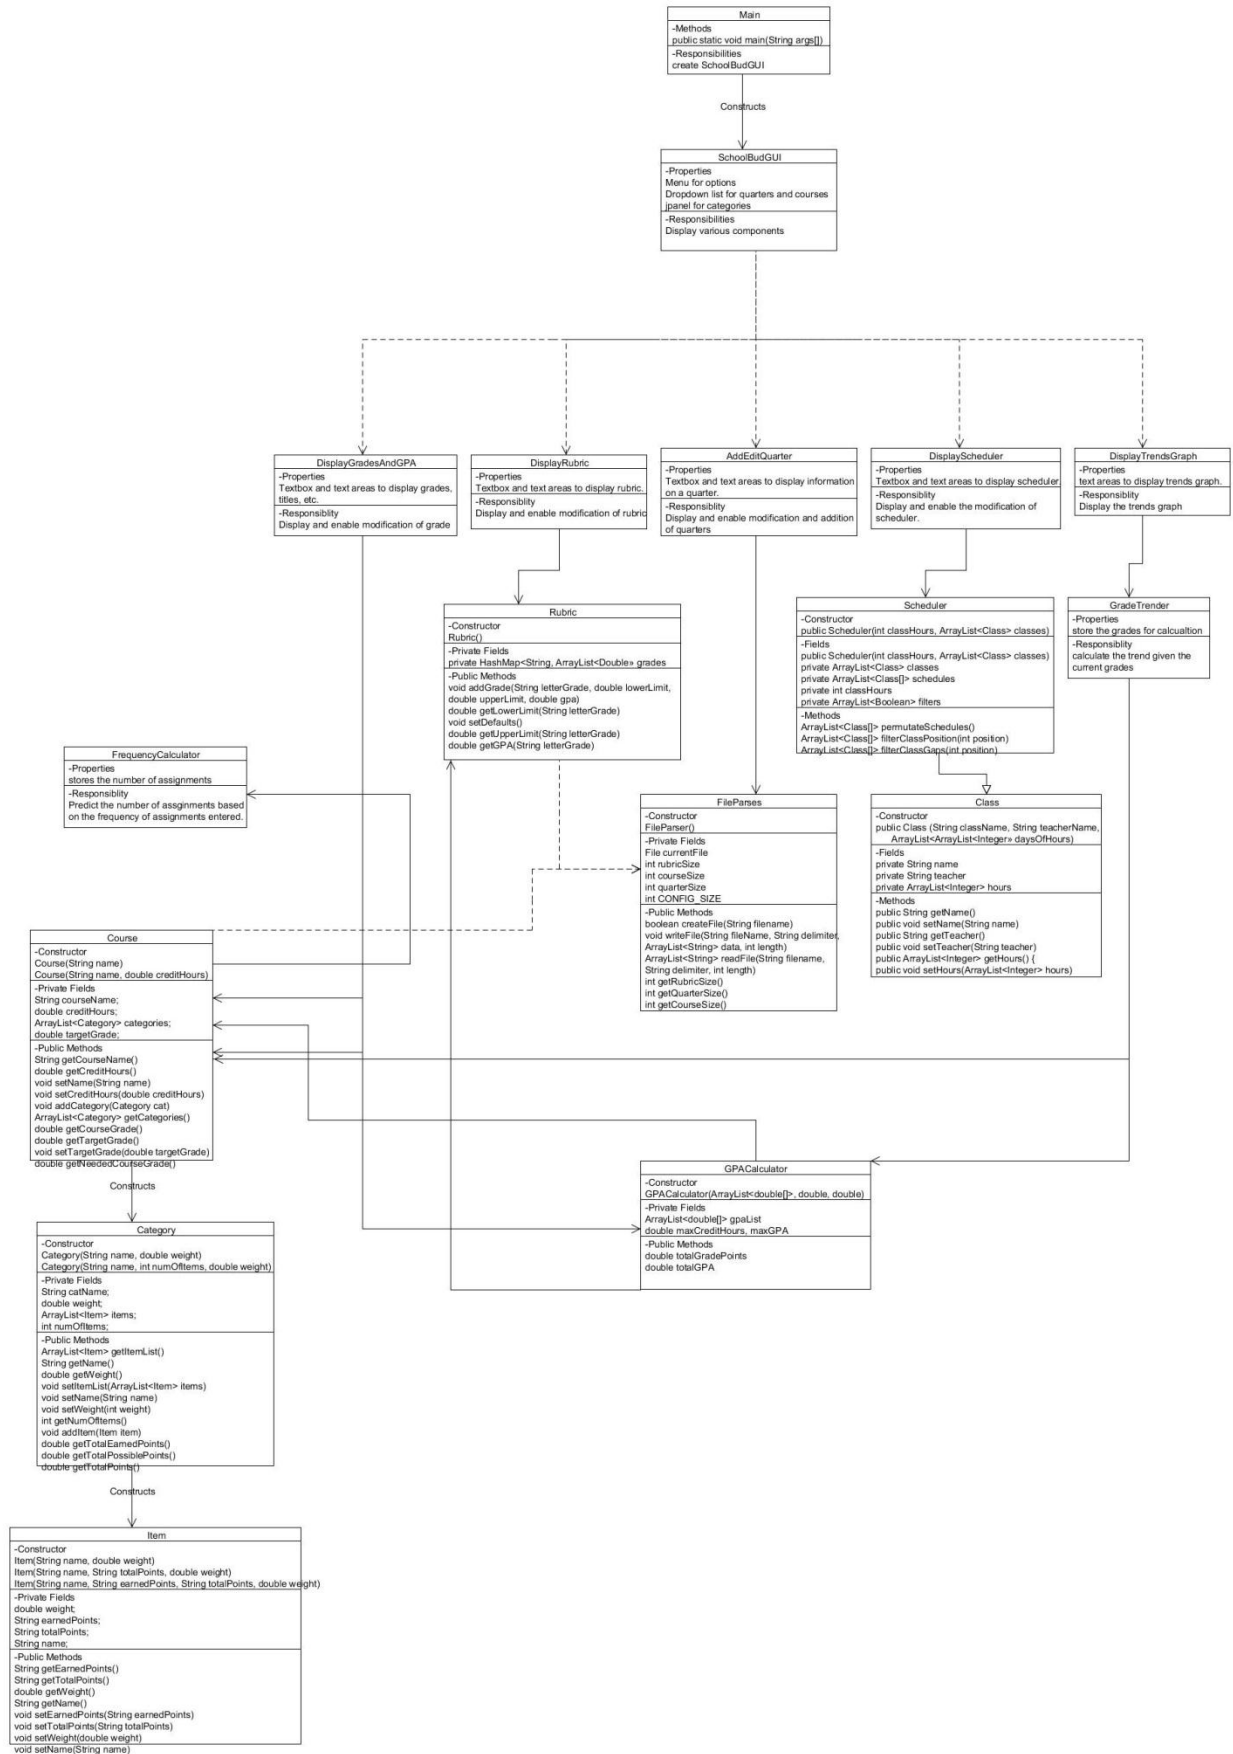 Main
-Methods
public static void main(String args[])
-Responsibilities
create SchoolBudGUI
Constructs
SchoolBudGUI
-Properties
Menu for options
Dropdown list for quarters and courses
jpanel for categories
-Responsibilities
Display various components
DisplayGradesAndGPA
-Properties
Textbox and text areas to display grades,
titles, etc.
-Responsiblity
Display and enable modification of grade
DisplayRubric
-Properties
Textbox and text areas to display rubric.
-Responsiblity
Display and enable modification of rubric
AddEditQuarter
-Properties
Textbox and text areas to display information
on a quarter.
-Responsiblity
Display and enable modification and addition
of quarters
DisplayScheduler
-Properties
Textbox and text areas to display scheduler
-Responsiblity
Display and enable the modification of
scheduler.
DisplayTrendsGraph
-Properties
text areas to display trends graph.
-Responsiblity
Display the trends graph
Rubric
-Constructor
Rubric()
-Private Fields
private HashMap<String, ArrayList<Double» grades
-Public Methods
void addGrade(String letterGrade, double lowerLimit,
double upperLimit, double gpa)
double getLowerLimit(String letterGrade)
void setDefaults()
double getUpperLimit(String letterGrade)
double getGPA(String letterGrade)
Scheduler
-Constructor
public Scheduler(int classHours, ArrayList<Class> classes)
-Fields
public Scheduler(int classHours, ArrayList<Class> classes)
private ArrayList<Class> classes
private ArrayList<Class[]> schedules
private int classHours
private ArrayList<Boolean> filters
-Methods
ArrayList<Class[]> permutateSchedules()
ArrayList<Class[]> filterClassPosition(int position)
ArrayList<Class[]> filterClassGaps(int position)
GradeTrender
-Properties
store the grades for calcualtion
-Responsiblity
calculate the trend given the
current grades
FrequencyCalculator
-Properties
stores the number of assignments
-Responsiblity
Predict the number of assginments based
on the frequency of assignments entered.
FileParses
-Constructor
FileParser()
-Private Fields
File currentFile
int rubricSize
int courseSize
int quarterSize
int CONFIG_SIZE
-Public Methods
boolean createFile(String filename)
void writeFile(String fileName, String delimiter,
ArrayList<String> data, int length)
ArrayList<String> readFile(String filename,
String delimiter, int length)
int getRubricSize()
int getQuarterSize()
int getCourseSize()
Class
-Constructor
public Class (String className, String teacherName,
ArrayList<ArrayList<Integer» daysOfHours)
-Fields
private String name
private String teacher
private ArrayList<Integer> hours
-Methods
public String getName()
public void setName(String name)
public String getTeacher()
public void setTeacher(String teacher)
public ArrayList<Integer> getHours() {
public void setHours(ArrayList<Integer> hours)
Course
-Constructor
Course(String name)
Course(String name, double creditHours)
-Private Fields
String courseName;
double creditHours;
ArrayList<Category> categories;
double targetGrade;
-Public Methods
String getCourseName()
double getCreditHours()
void setName(String name)
void setCreditHours(double creditHours)
void addCategory(Category cat)
ArrayList<Category> getCategories()
double getCourseGrade()
double getTargetGrade()
void setTargetGrade(double targetGrade)
double getNeededCourseGrade()
Constructs
GPACalculator
-Constructor
GPACalculator(ArrayList<double[]>, double, double)
-Private Fields
ArrayList<double[]> gpaList
double maxCreditHours, maxGPA
-Public Methods
double totalGradePoints
double totalGPA
Category
-Constructor
Category(String name, double weight)
Category(String name, int numOfItems, double weight)
-Private Fields
String catName;
double weight;
ArrayList<Item> items;
int numOfItems;
-Public Methods
ArrayList<Item> getItemList()
String getName()
double getWeight()
void setItemList(ArrayList<Item> items)
void setName(String name)
void setWeight(int weight)
int getNumOfItems()
void addItem(Item item)
double getTotalEarnedPoints()
double getTotalPossiblePoints()
double getTotalPoints()
Constructs
Item
-Constructor
Item(String name, double weight)
Item(String name, String totalPoints, double weight)
Item(String name, String earnedPoints, String totalPoints, double weight)
-Private Fields
double weight;
String earnedPoints;
String totalPoints;
String name;
-Public Methods
String getEarnedPoints()
String getTotalPoints()
double getWeight()
String getName()
void setEarnedPoints(String earnedPoints)
void setTotalPoints(String totalPoints)
void setWeight(double weight)
void setName(String name)